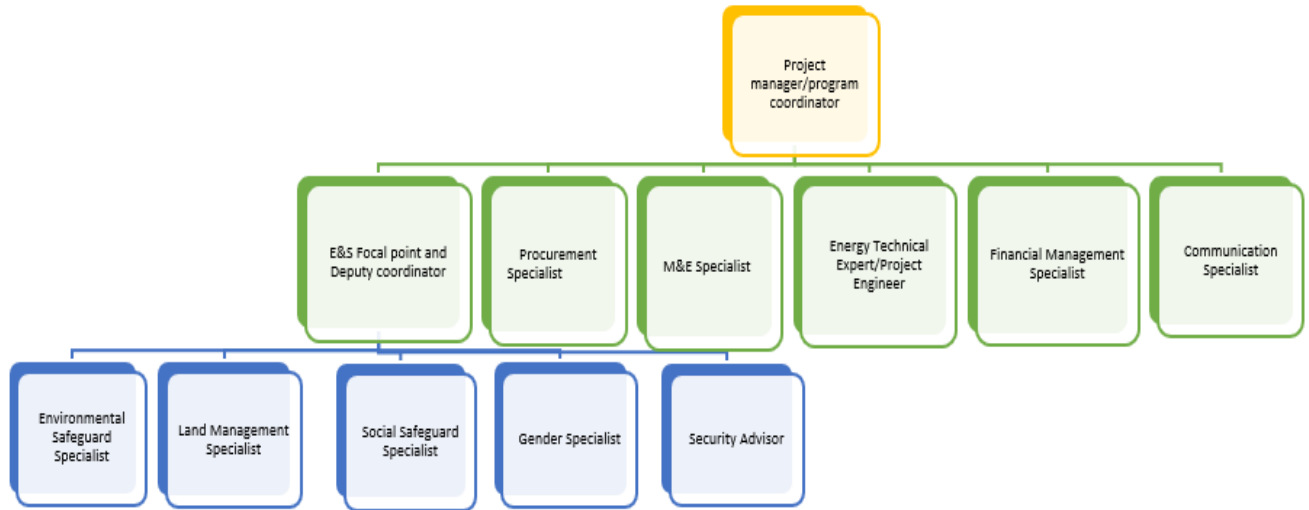 Project
manager/program
coordinator
E&S Focal point and
Deputy coordinator
Procurement
Specialist
M&E Specialist
Energy Technical
Expert/Project
Engineer
Financial Management
Specialist
Communication
Specialist
Environmental
Safeguard
Specialist
Land Management
Specialist
Social Safeguard
Specialist
Gender Specialist
Security Advisor